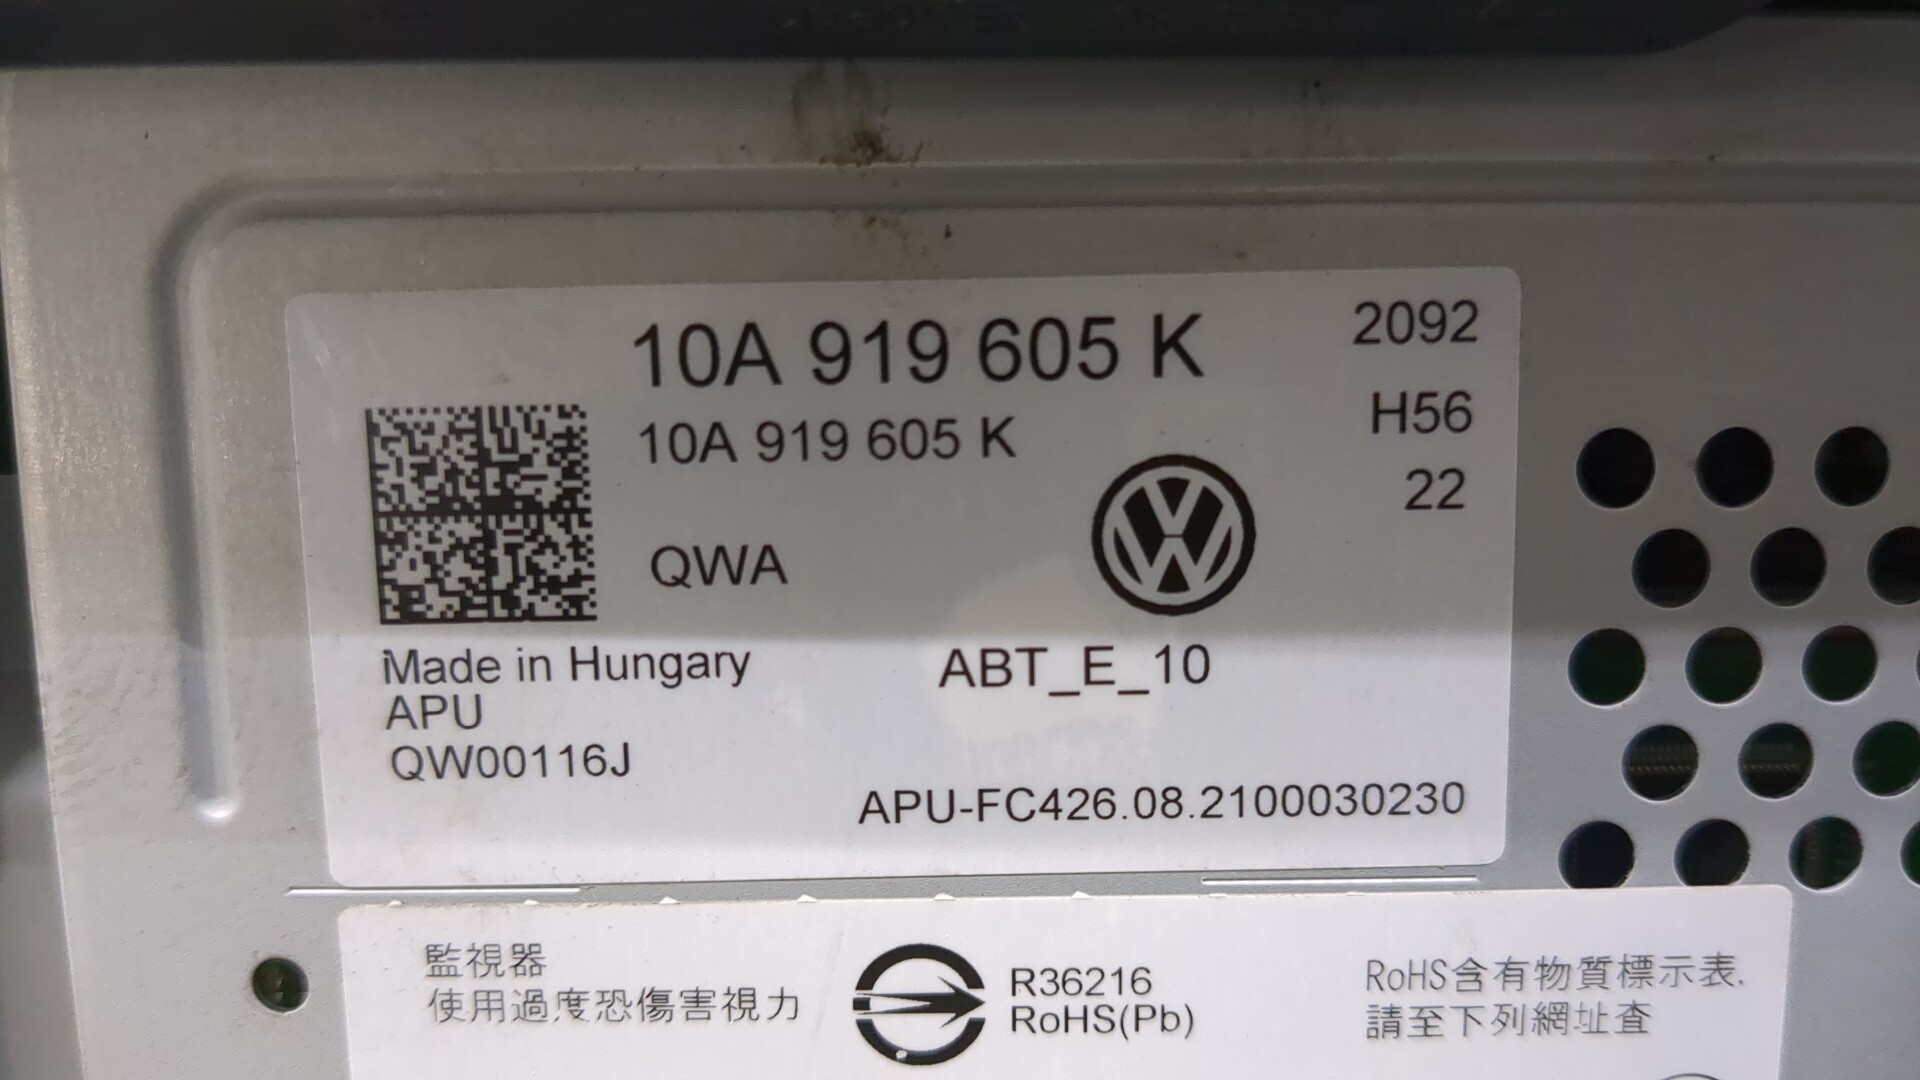 10A 919 605 K
2092
10A 919 605 K
H56
22
QWA
Made in Hungary
ABT_E_10
APU
QW00116J
APU-FC426.08.2100030230
監視器
使用過度恐傷害視力
R36216
RoHS(Pb)
RoHS含有物質標示表,
請至下列網址查